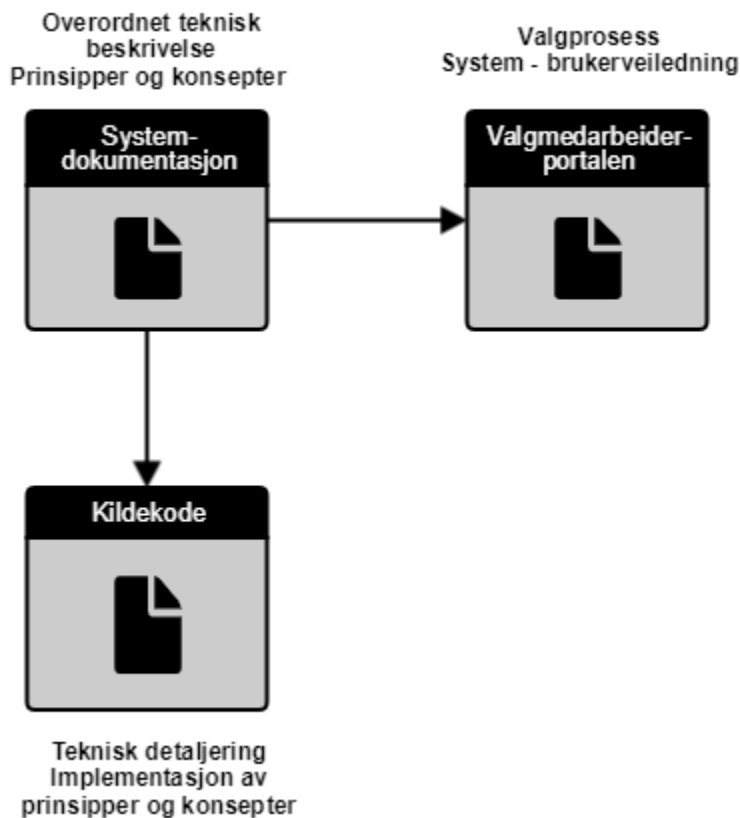 Overordnet teknisk
beskrivelse
Prinsipper og konsepter
Valgprosess
System - brukerveiledning
System-
dokumentasjon
Valgmedarbeider-
portalen
Kildekode
Teknisk detaljering
Implementasjon av
prinsipper og konsepter